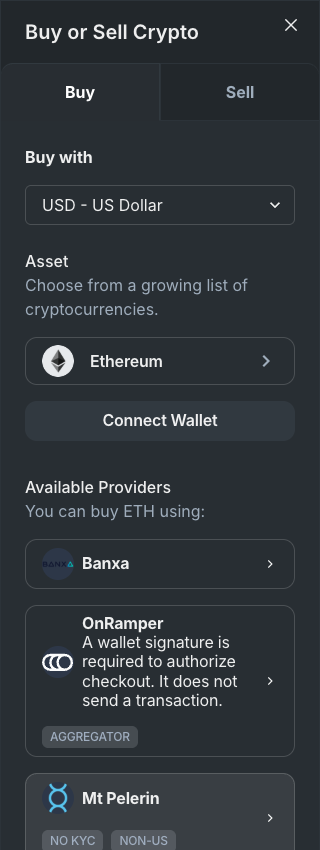 Buy or Sell Crypto
Buy
Sell
Buy with
USD - US Dollar
Asset
Choose from a growing list of
cryptocurrencies.
Ethereum
Connect Wallet
Available Providers
You can buy ETH using:
BANXA
Banxa
OnRamper
A wallet signature is
required to authorize
checkout. It does not
send a transaction.
AGGREGATOR
Mt Pelerin
NO KYC
NON-US